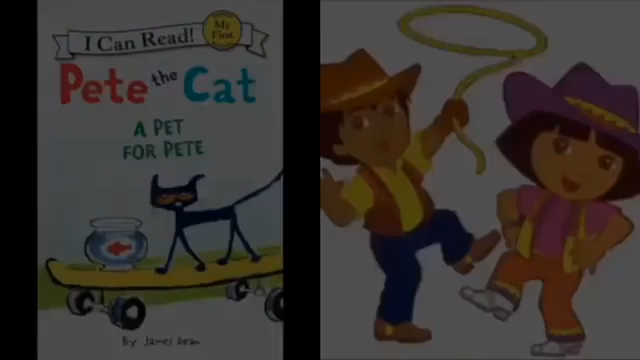 I Can Read!
My
First
Pete the Cat
A PET
FOR PETE
By James Dean